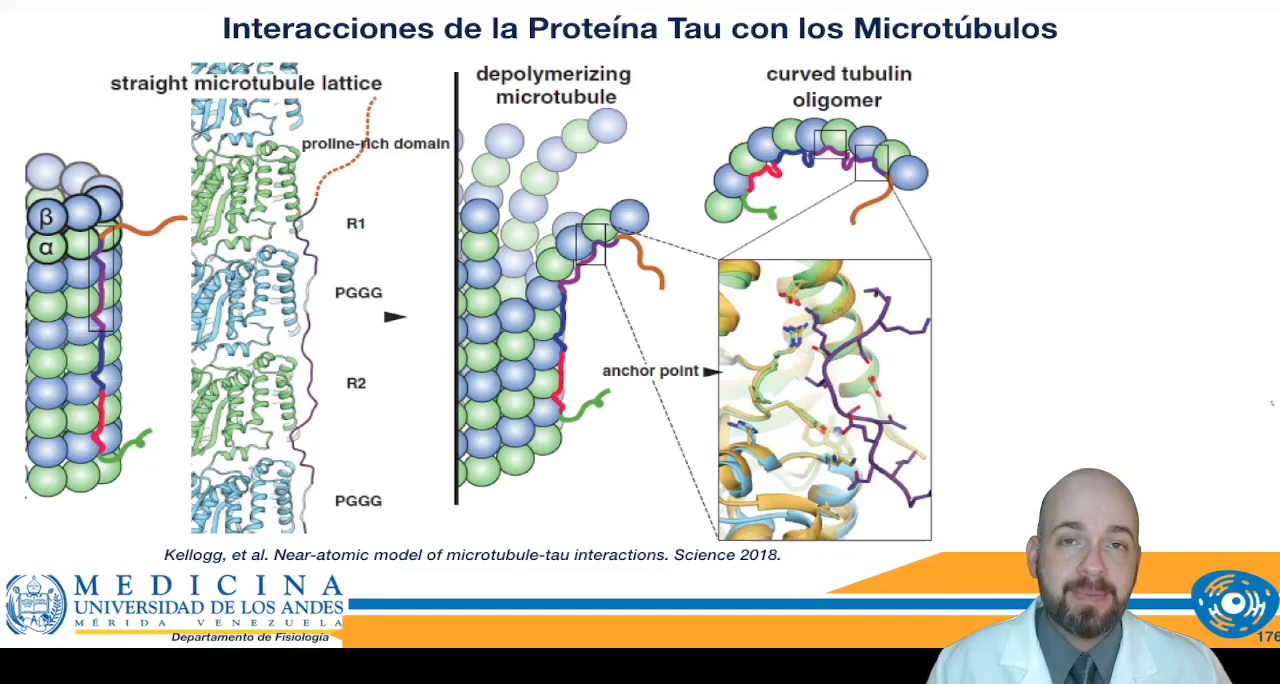 Interacciones de la Proteína Tau con los Microtúbulos
straight microtubule lattice
proline-rich domain
R1
PGGG
R2
PGGG
β
α
depolymerizing
microtubule
curved tubulin
oligomer
anchor point
Kellogg, et al. Near-atomic model of microtubule-tau interactions. Science 2018.
MEDICINA
UNIVERSIDAD DE LOS ANDES
MÉRIDA VENEZUELA
Departamento de Fisiología
176